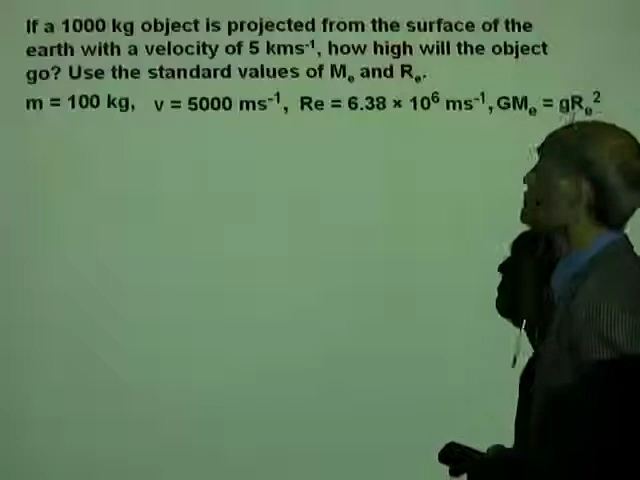 If a 1000 kg object is projected from the surface of the
earth with a velocity of 5 kms⁻¹, how high will the object
go? Use the standard values of Mₑ and Rₑ.
m = 100 kg, v = 5000 ms⁻¹, Re = 6.38 × 10⁶ ms⁻¹, GMₑ = gRₑ²